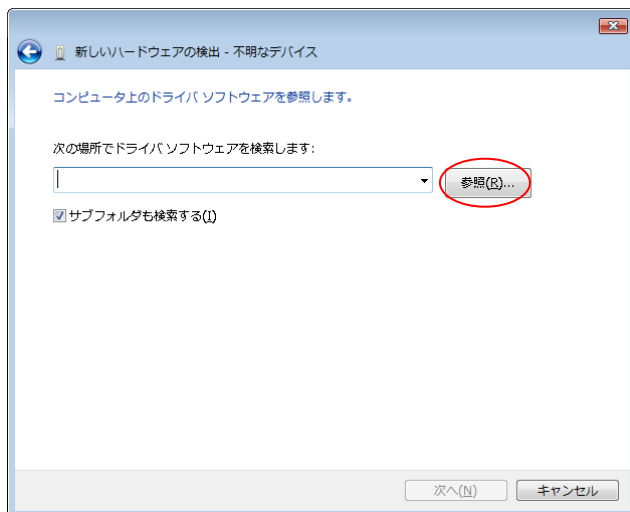 新しいハードウェアの検出 - 不明なデバイス
コンピュータ上のドライバ ソフトウェアを参照します。
次の場所でドライバ ソフトウェアを検索します:
参照(R)...
サブフォルダも検索する(I)
次へ(N)
キャンセル